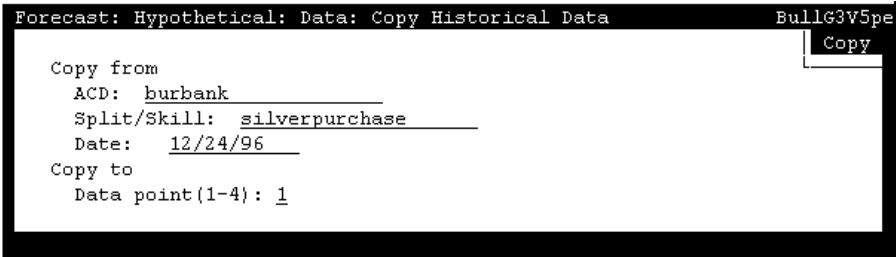 Forecast: Hypothetical: Data: Copy Historical Data BullG3V5pe
Copy
Copy from
ACD: burbank
Split/Skill: silverpurchase
Date: 12/24/96
Copy to
Data point(1-4): 1